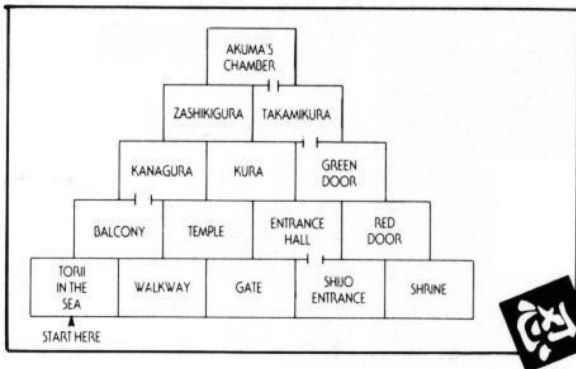 AKUMA'S
CHAMBER
ZASHIKIGURA
TAKAMIKURA
KANAGURA
KURA
GREEN
DOOR
BALCONY
TEMPLE
ENTRANCE
HALL
RED
DOOR
TORII
IN THE
SEA
WALKWAY
GATE
SHIJO
ENTRANCE
SHRINE
START HERE